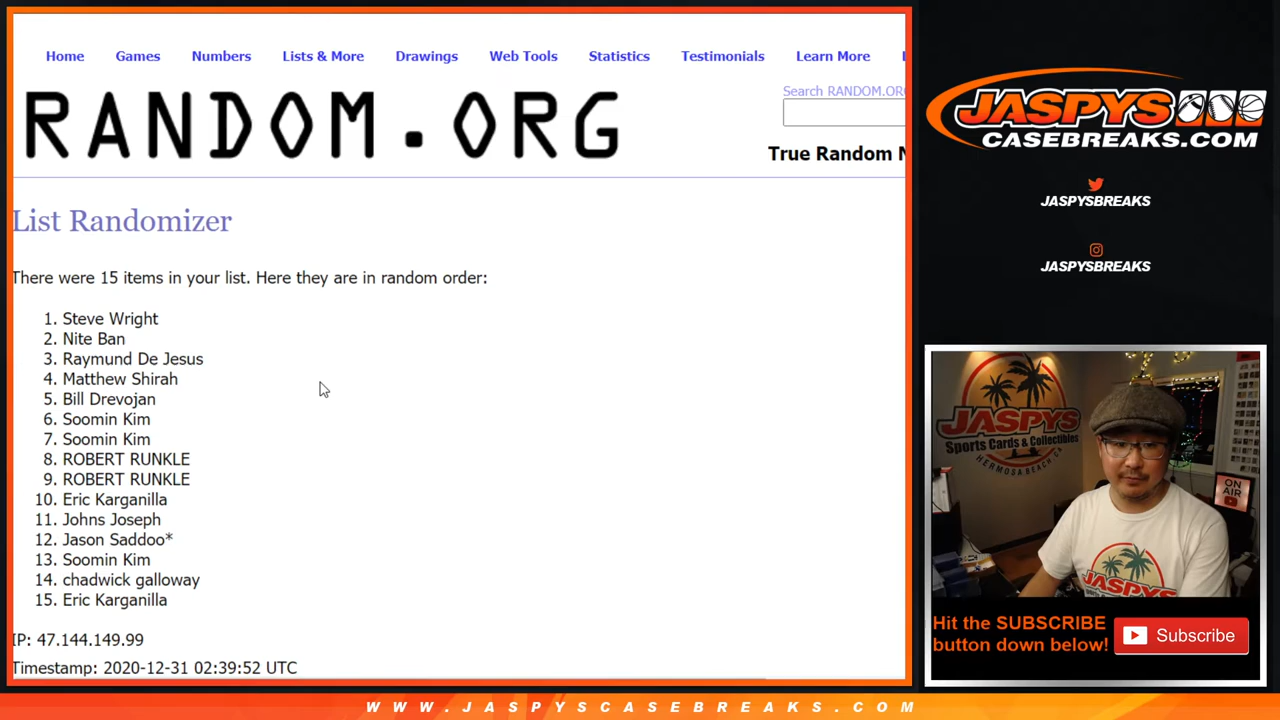 Home Games Numbers Lists & More Drawings Web Tools Statistics Testimonials Learn More
Search RANDOM.ORG
RANDOM.ORG
True Random N
List Randomizer
There were 15 items in your list. Here they are in random order:
1. Steve Wright
2. Nite Ban
3. Raymund De Jesus
4. Matthew Shirah
5. Bill Drevojan
6. Soomin Kim
7. Soomin Kim
8. ROBERT RUNKLE
9. ROBERT RUNKLE
10. Eric Karganilla
11. Johns Joseph
12. Jason Saddoo*
13. Soomin Kim
14. chadwick galloway
15. Eric Karganilla
IP: 47.144.149.99
Timestamp: 2020-12-31 02:39:52 UTC
JASPYS
CASEBREAKS.COM
JASPYSBREAKS
JASPYSBREAKS
JASPYS
Sports Cards & Collectibles
HERMOSA BEACH, CA
ON
AIR
JASPYS
Hit the SUBSCRIBE
button down below!
Subscribe
WWW.JASPYSCASEBREAKS.COM